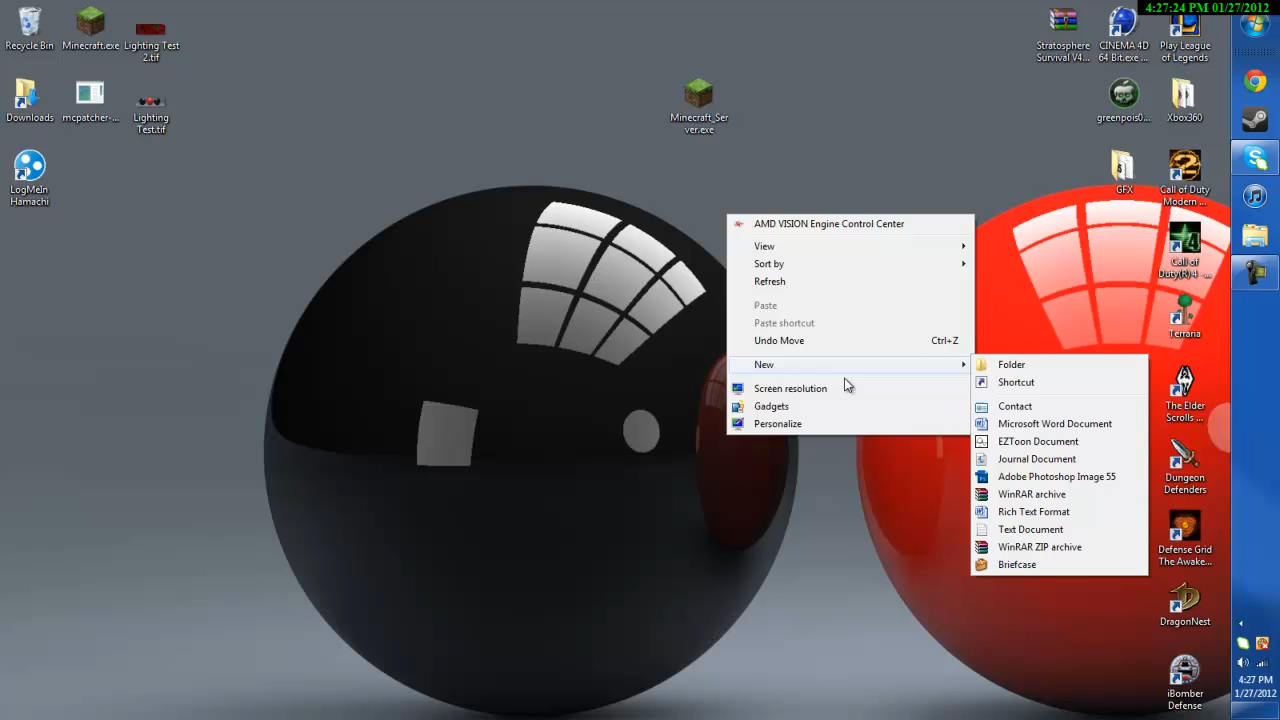 4:27:24 PM 01/27/2012
Recycle Bin
Minecraft.exe
Lighting Test
2.tif
Downloads
mcpatcher-...
Lighting
Test.tif
LogMeIn
Hamachi
Minecraft_Ser
ver.exe
Stratosphere
Survival V4...
CINEMA 4D
64 Bit.exe ...
Play League
of Legends
greenpois0...
Xbox360
GFX
Call of Duty
Modern ...
4
Call of
Duty(R) 4 -...
Terraria
The Elder
Scrolls ...
Dungeon
Defenders
Defense Grid
The Awake...
DragonNest
iBomber
Defense
AMD VISION Engine Control Center
View
Sort by
Refresh
Paste
Paste shortcut
Undo Move Ctrl+Z
New
Screen resolution
Gadgets
Personalize
Folder
Shortcut
Contact
Microsoft Word Document
EZToon Document
Journal Document
Adobe Photoshop Image 55
WinRAR archive
Rich Text Format
Text Document
WinRAR ZIP archive
Briefcase
4:27 PM
1/27/2012